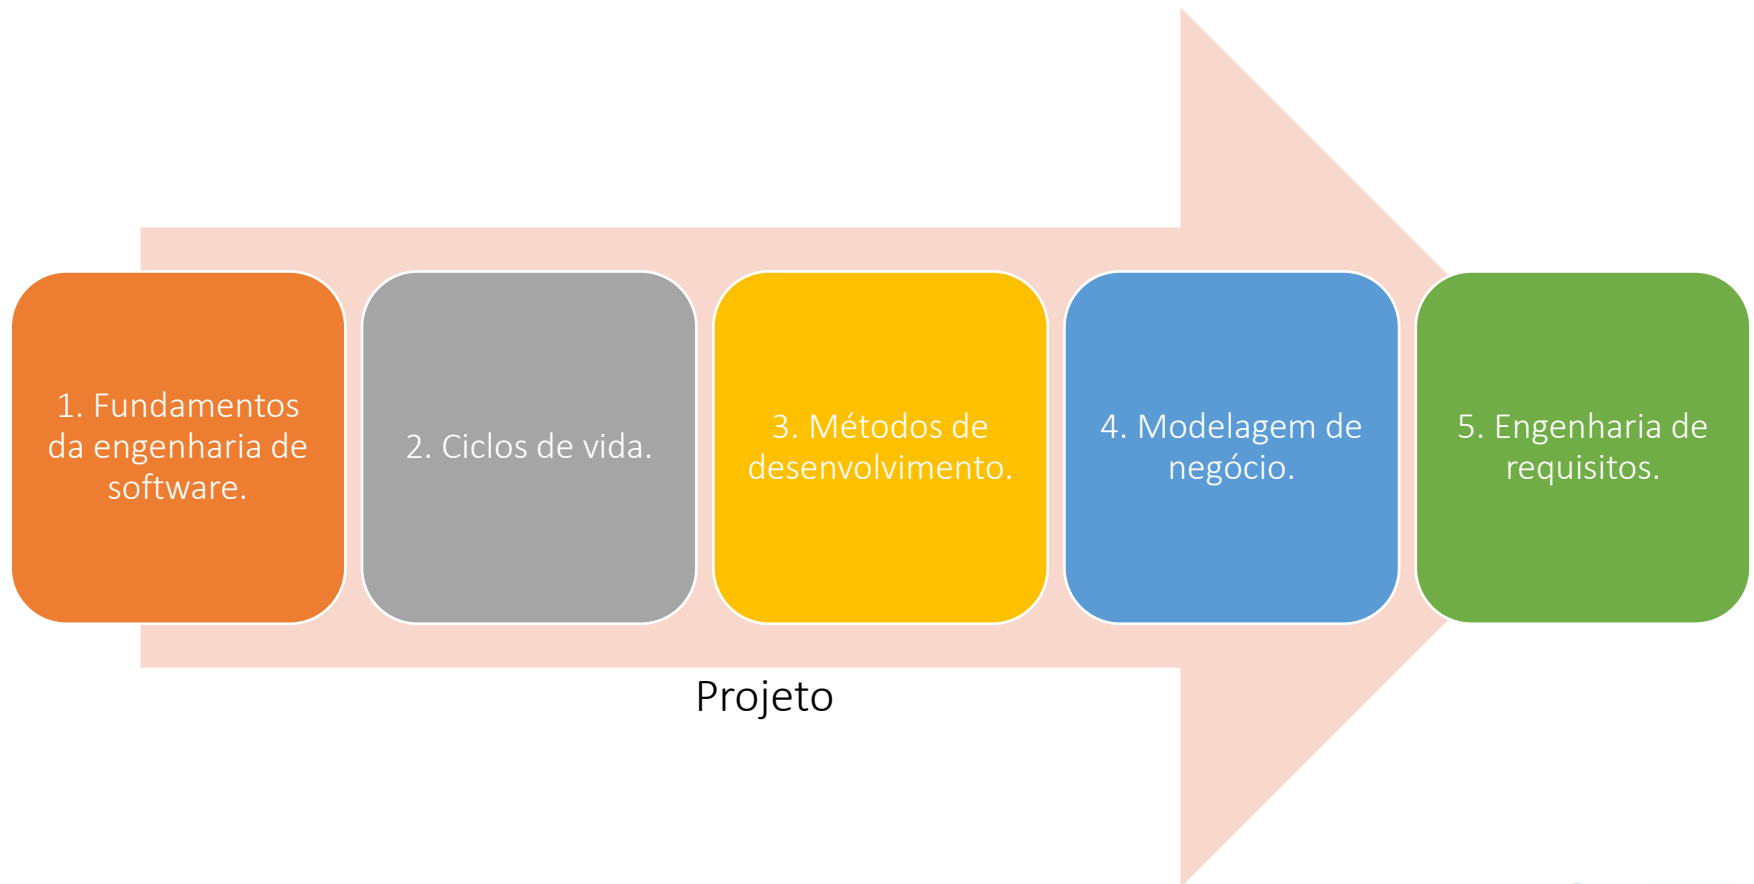 1. Fundamentos
da engenharia de
software.
2. Ciclos de vida.
3. Métodos de
desenvolvimento.
4. Modelagem de
negócio.
5. Engenharia de
requisitos.
Projeto